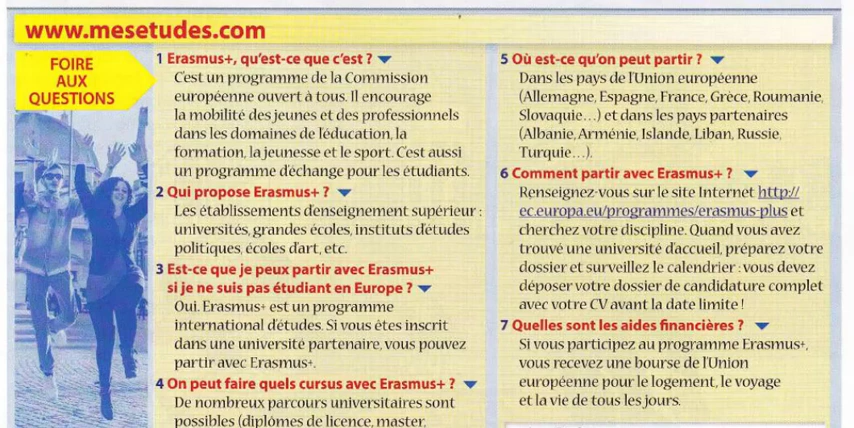 www.mesetudes.com
FOIRE
AUX
QUESTIONS
1 Erasmus+, qu'est-ce que c'est ?
C'est un programme de la Commission
européenne ouvert à tous. Il encourage
la mobilité des jeunes et des professionnels
dans les domaines de l'éducation, la
formation, la jeunesse et le sport. C'est aussi
un programme d'échange pour les étudiants.
2 Qui propose Erasmus+ ?
Les établissements d'enseignement supérieur :
universités, grandes écoles, instituts d'études
politiques, écoles d'art, etc.
3 Est-ce que je peux partir avec Erasmus+
si je ne suis pas étudiant en Europe ?
Oui. Erasmus+ est un programme
international d'études. Si vous êtes inscrit
dans une université partenaire, vous pouvez
partir avec Erasmus+.
4 On peut faire quels cursus avec Erasmus+ ?
De nombreux parcours universitaires sont
possibles (diplômes de licence, master,
5 Où est-ce qu'on peut partir ?
Dans les pays de l'Union européenne
(Allemagne, Espagne, France, Grèce, Roumanie,
Slovaquie…) et dans les pays partenaires
(Albanie, Arménie, Islande, Liban, Russie,
Turquie…).
6 Comment partir avec Erasmus+ ?
Renseignez-vous sur le site Internet http://
ec.europa.eu/programmes/erasmus-plus et
cherchez votre discipline. Quand vous avez
trouvé une université d'accueil, préparez votre
dossier et surveillez le calendrier : vous devez
déposer votre dossier de candidature complet
avec votre CV avant la date limite !
7 Quelles sont les aides financières ?
Si vous participez au programme Erasmus+,
vous recevez une bourse de l'Union
européenne pour le logement, le voyage
et la vie de tous les jours.